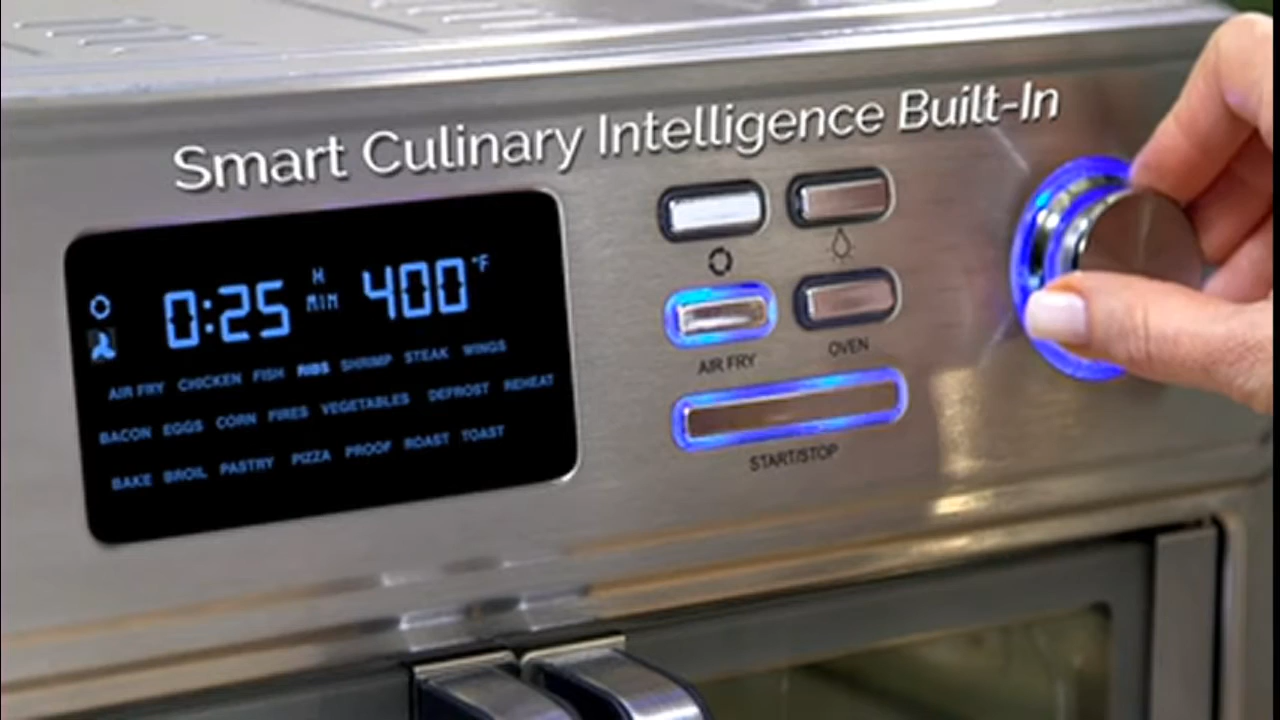 Smart Culinary Intelligence Built-In
0:25 H MIN 400 °F
AIR FRY CHICKEN FISH RIBS SHRIMP STEAK WINGS
BACON EGGS CORN FIRES VEGETABLES DEFROST REHEAT
BAKE BROIL PASTRY PIZZA PROOF ROAST TOAST
AIR FRY OVEN
START/STOP